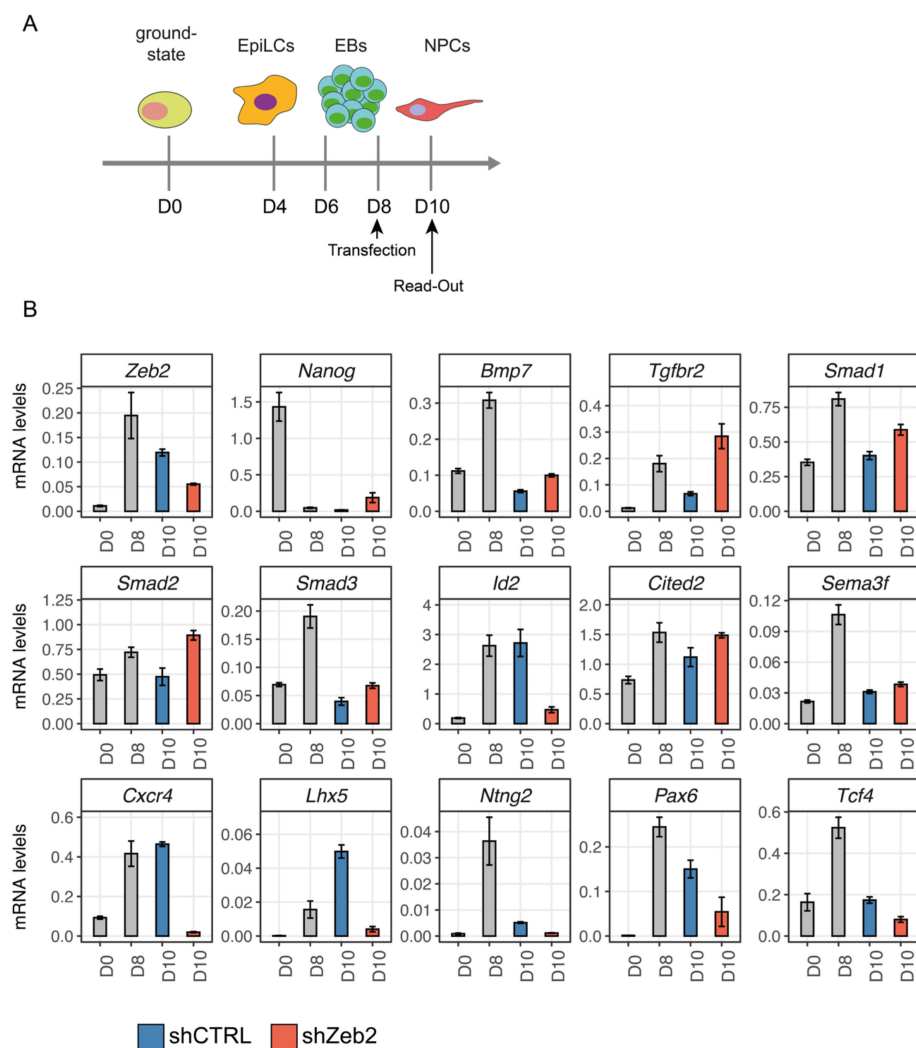 A
ground-
state
EpiLCs
EBs
NPCs
D0
D4
D6
D8
D10
Transfection
Read-Out
B
Zeb2
Nanog
Bmp7
Tgfbr2
Smad1
mRNA levlels
0.25
0.20
0.15
0.10
0.05
0.00
1.5
1.0
0.5
0.0
0.3
0.2
0.1
0.0
0.4
0.3
0.2
0.1
0.0
0.75
0.50
0.25
0.00
D0 D8 D10 D10
D0 D8 D10 D10
D0 D8 D10 D10
D0 D8 D10 D10
D0 D8 D10 D10
Smad2
Smad3
Id2
Cited2
Sema3f
mRNA levlels
1.25
1.00
0.75
0.50
0.25
0.00
0.20
0.15
0.10
0.05
0.00
4
3
2
1
0
2.0
1.5
1.0
0.5
0.0
0.12
0.09
0.06
0.03
0.00
D0 D8 D10 D10
D0 D8 D10 D10
D0 D8 D10 D10
D0 D8 D10 D10
D0 D8 D10 D10
Cxcr4
Lhx5
Ntng2
Pax6
Tcf4
mRNA levlels
0.6
0.4
0.2
0.0
0.06
0.04
0.02
0.00
0.04
0.03
0.02
0.01
0.00
0.2
0.1
0.0
0.6
0.4
0.2
0.0
D0 D8 D10 D10
D0 D8 D10 D10
D0 D8 D10 D10
D0 D8 D10 D10
D0 D8 D10 D10
shCTRL
shZeb2